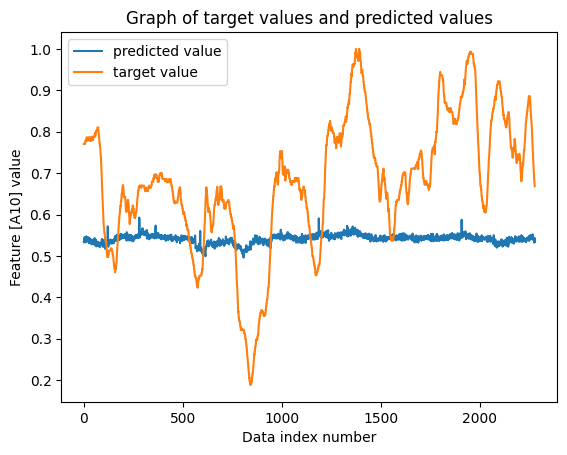 Graph of target values and predicted values
predicted value
target value
Feature [A10] value
1.0
0.9
0.8
0.7
0.6
0.5
0.4
0.3
0.2
0
500
1000
1500
2000
Data index number